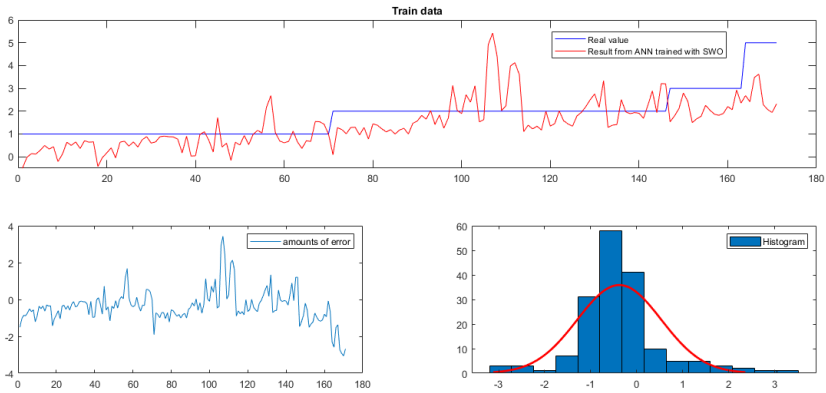 Train data
6
5
4
3
2
1
0
Real value
Result from ANN trained with SWO
0 20 40 60 80 100 120 140 160 180
4
2
0
-2
-4
amounts of error
0 20 40 60 80 100 120 140 160 180
60
50
40
30
20
10
0
Histogram
-3 -2 -1 0 1 2 3